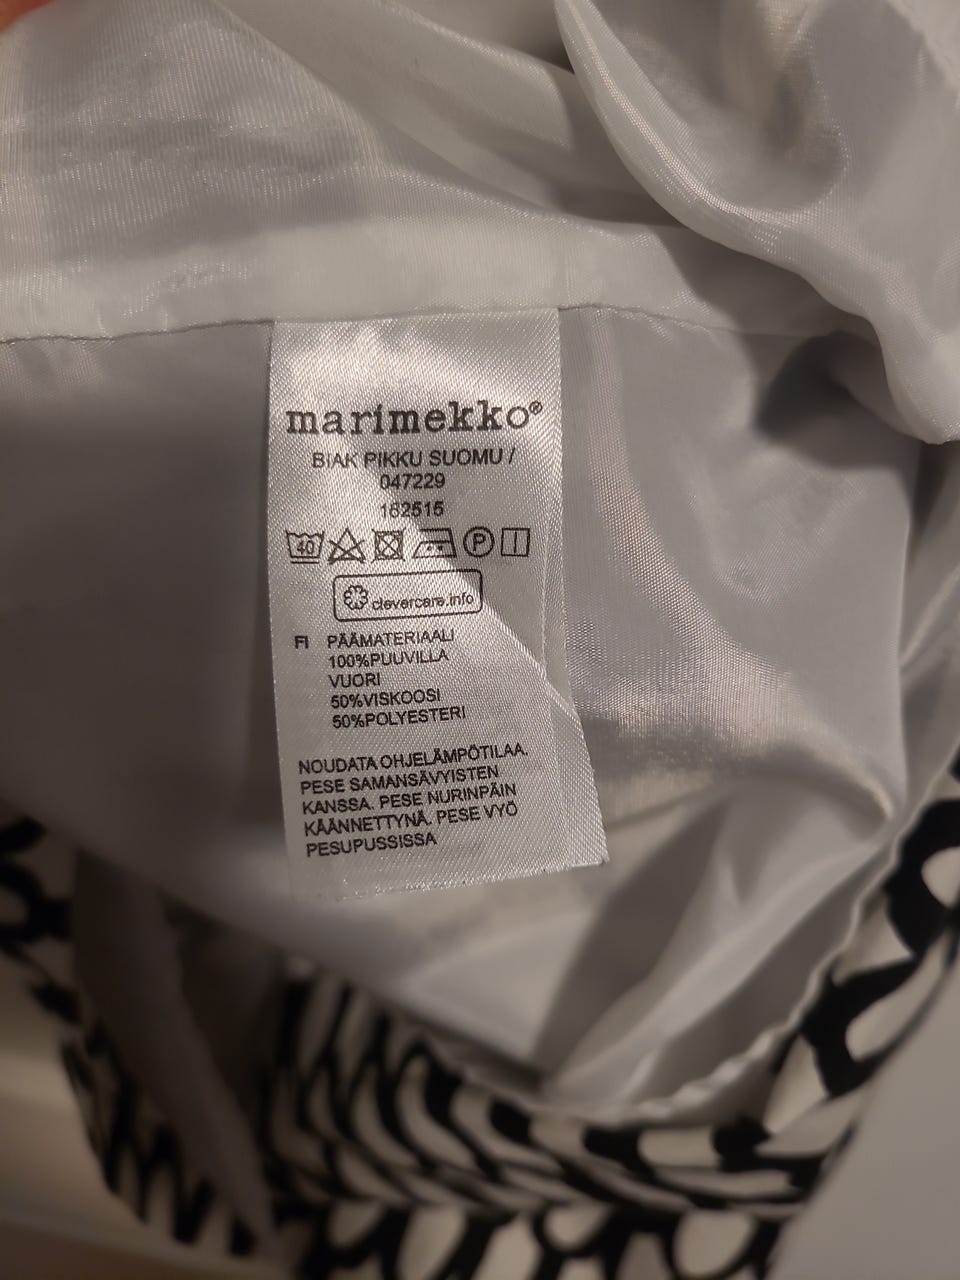 marimekko®
BIAK PIKKU SUOMU /
047229
162515
40 P
clevercare.info
FI PÄÄMATERIAALI
100%PUUVILLA
VUORI
50%VISKOOSI
50%POLYESTERI
NOUDATA OHJELÄMPÖTILAA.
PESE SAMANSÄVYISTEN
KANSSA. PESE NURINPÄIN
KÄÄNNETTYNÄ. PESE VYÖ
PESUPUSSISSA